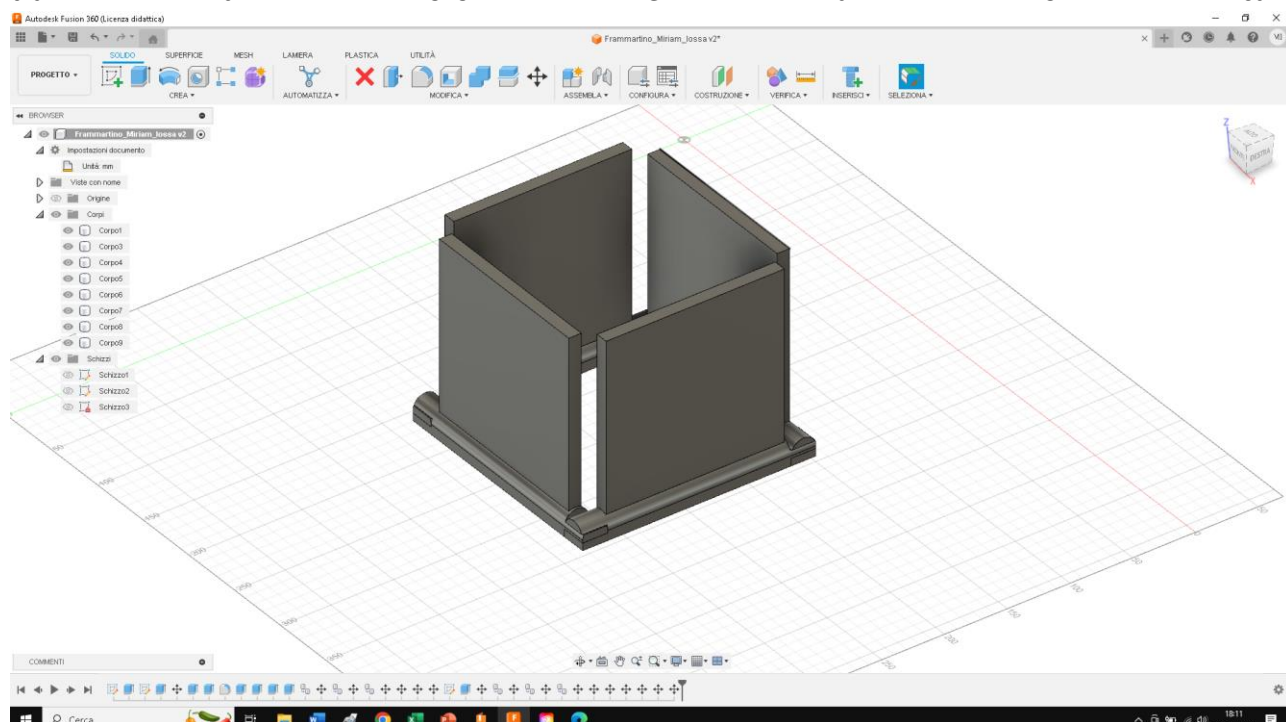 Autodesk Fusion 360 (Licenza didattica)
Frammartino_Miriam_Iossa v2*
SOLIDO SUPERFICIE MESH LAMIERA PLASTICA UTILITÀ
PROGETTO
CREA AUTOMATIZZA MODIFICA ASSEMBLA CONFIGURA COSTRUZIONE VERIFICA INSERISCI SELEZIONA
BROWSER
Frammartino_Miriam_Iossa v2
Impostazioni documento
Unità: mm
Viste con nome
Origine
Corpi
Corpo1
Corpo3
Corpo4
Corpo5
Corpo6
Corpo7
Corpo8
Corpo9
Schizzi
Schizzo1
Schizzo2
Schizzo3
COMMENTI
Cerca
18:11